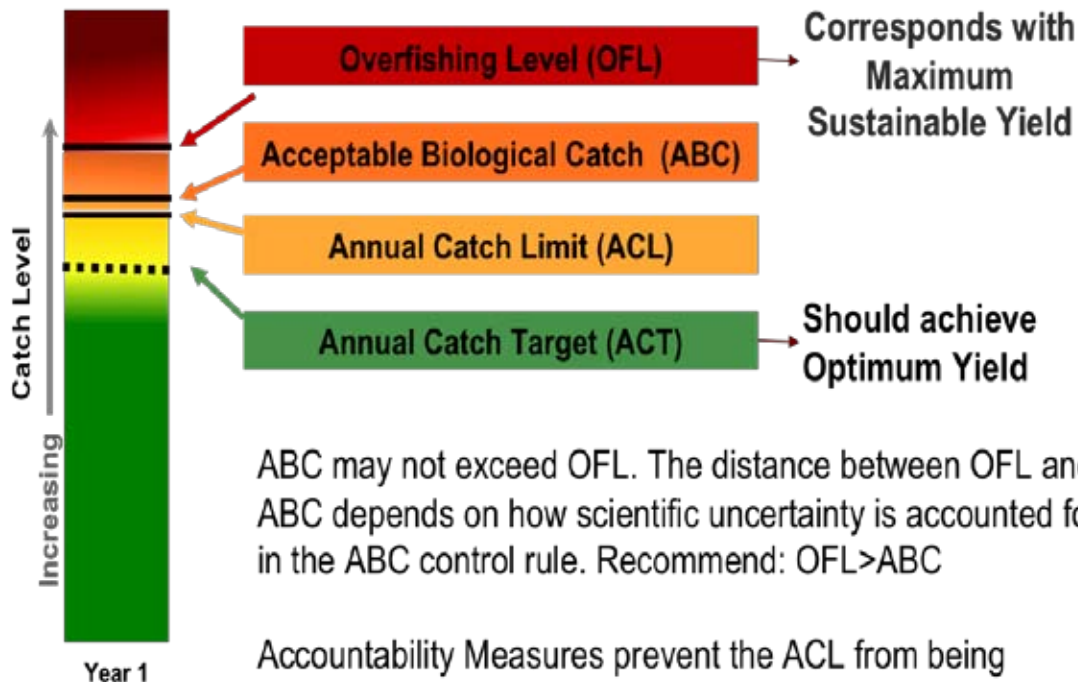 Overfishing Level (OFL)
Corresponds with
Maximum
Sustainable Yield
Acceptable Biological Catch (ABC)
Annual Catch Limit (ACL)
Annual Catch Target (ACT)
Should achieve
Optimum Yield
Catch Level
Increasing
Year 1
ABC may not exceed OFL. The distance between OFL
ABC depends on how scientific uncertainty is accounted
in the ABC control rule. Recommend: OFL>ABC
Accountability Measures prevent the ACL from being